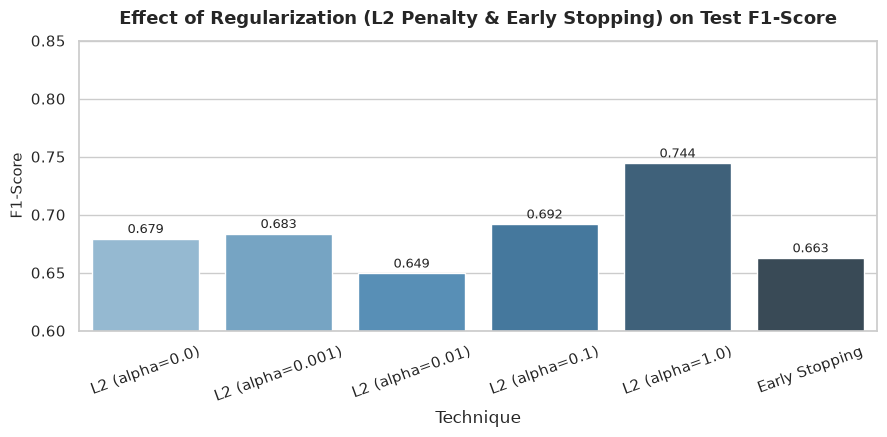 Effect of Regularization (L2 Penalty & Early Stopping) on Test F1-Score
F1-Score
0.85
0.80
0.75
0.70
0.65
0.60
0.679
0.683
0.649
0.692
0.744
0.663
L2 (alpha=0.0)
L2 (alpha=0.001)
L2 (alpha=0.01)
L2 (alpha=0.1)
L2 (alpha=1.0)
Early Stopping
Technique